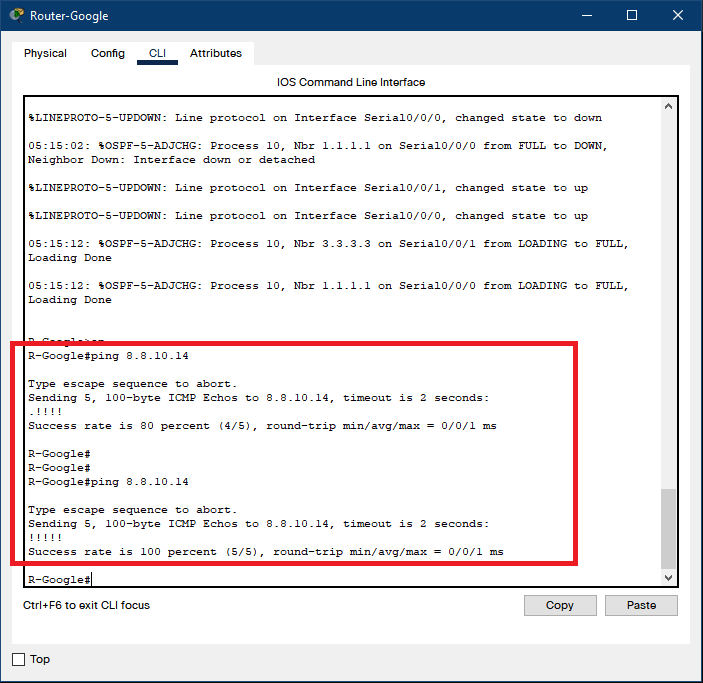 Router-Google
Physical Config CLI Attributes
IOS Command Line Interface
%LINEPROTO-5-UPDOWN: Line protocol on Interface Serial0/0/0, changed state to down
05:15:02: %OSPF-5-ADJCHG: Process 10, Nbr 1.1.1.1 on Serial0/0/0 from FULL to DOWN,
Neighbor Down: Interface down or detached
%LINEPROTO-5-UPDOWN: Line protocol on Interface Serial0/0/1, changed state to up
%LINEPROTO-5-UPDOWN: Line protocol on Interface Serial0/0/0, changed state to up
05:15:12: %OSPF-5-ADJCHG: Process 10, Nbr 3.3.3.3 on Serial0/0/1 from LOADING to FULL,
Loading Done
05:15:12: %OSPF-5-ADJCHG: Process 10, Nbr 1.1.1.1 on Serial0/0/0 from LOADING to FULL,
Loading Done
R-Google#ping 8.8.10.14
Type escape sequence to abort.
Sending 5, 100-byte ICMP Echos to 8.8.10.14, timeout is 2 seconds:
.!!!!
Success rate is 80 percent (4/5), round-trip min/avg/max = 0/0/1 ms
R-Google#
R-Google#
R-Google#ping 8.8.10.14
Type escape sequence to abort.
Sending 5, 100-byte ICMP Echos to 8.8.10.14, timeout is 2 seconds:
!!!!!
Success rate is 100 percent (5/5), round-trip min/avg/max = 0/0/1 ms
R-Google#
Ctrl+F6 to exit CLI focus
Copy Paste
Top